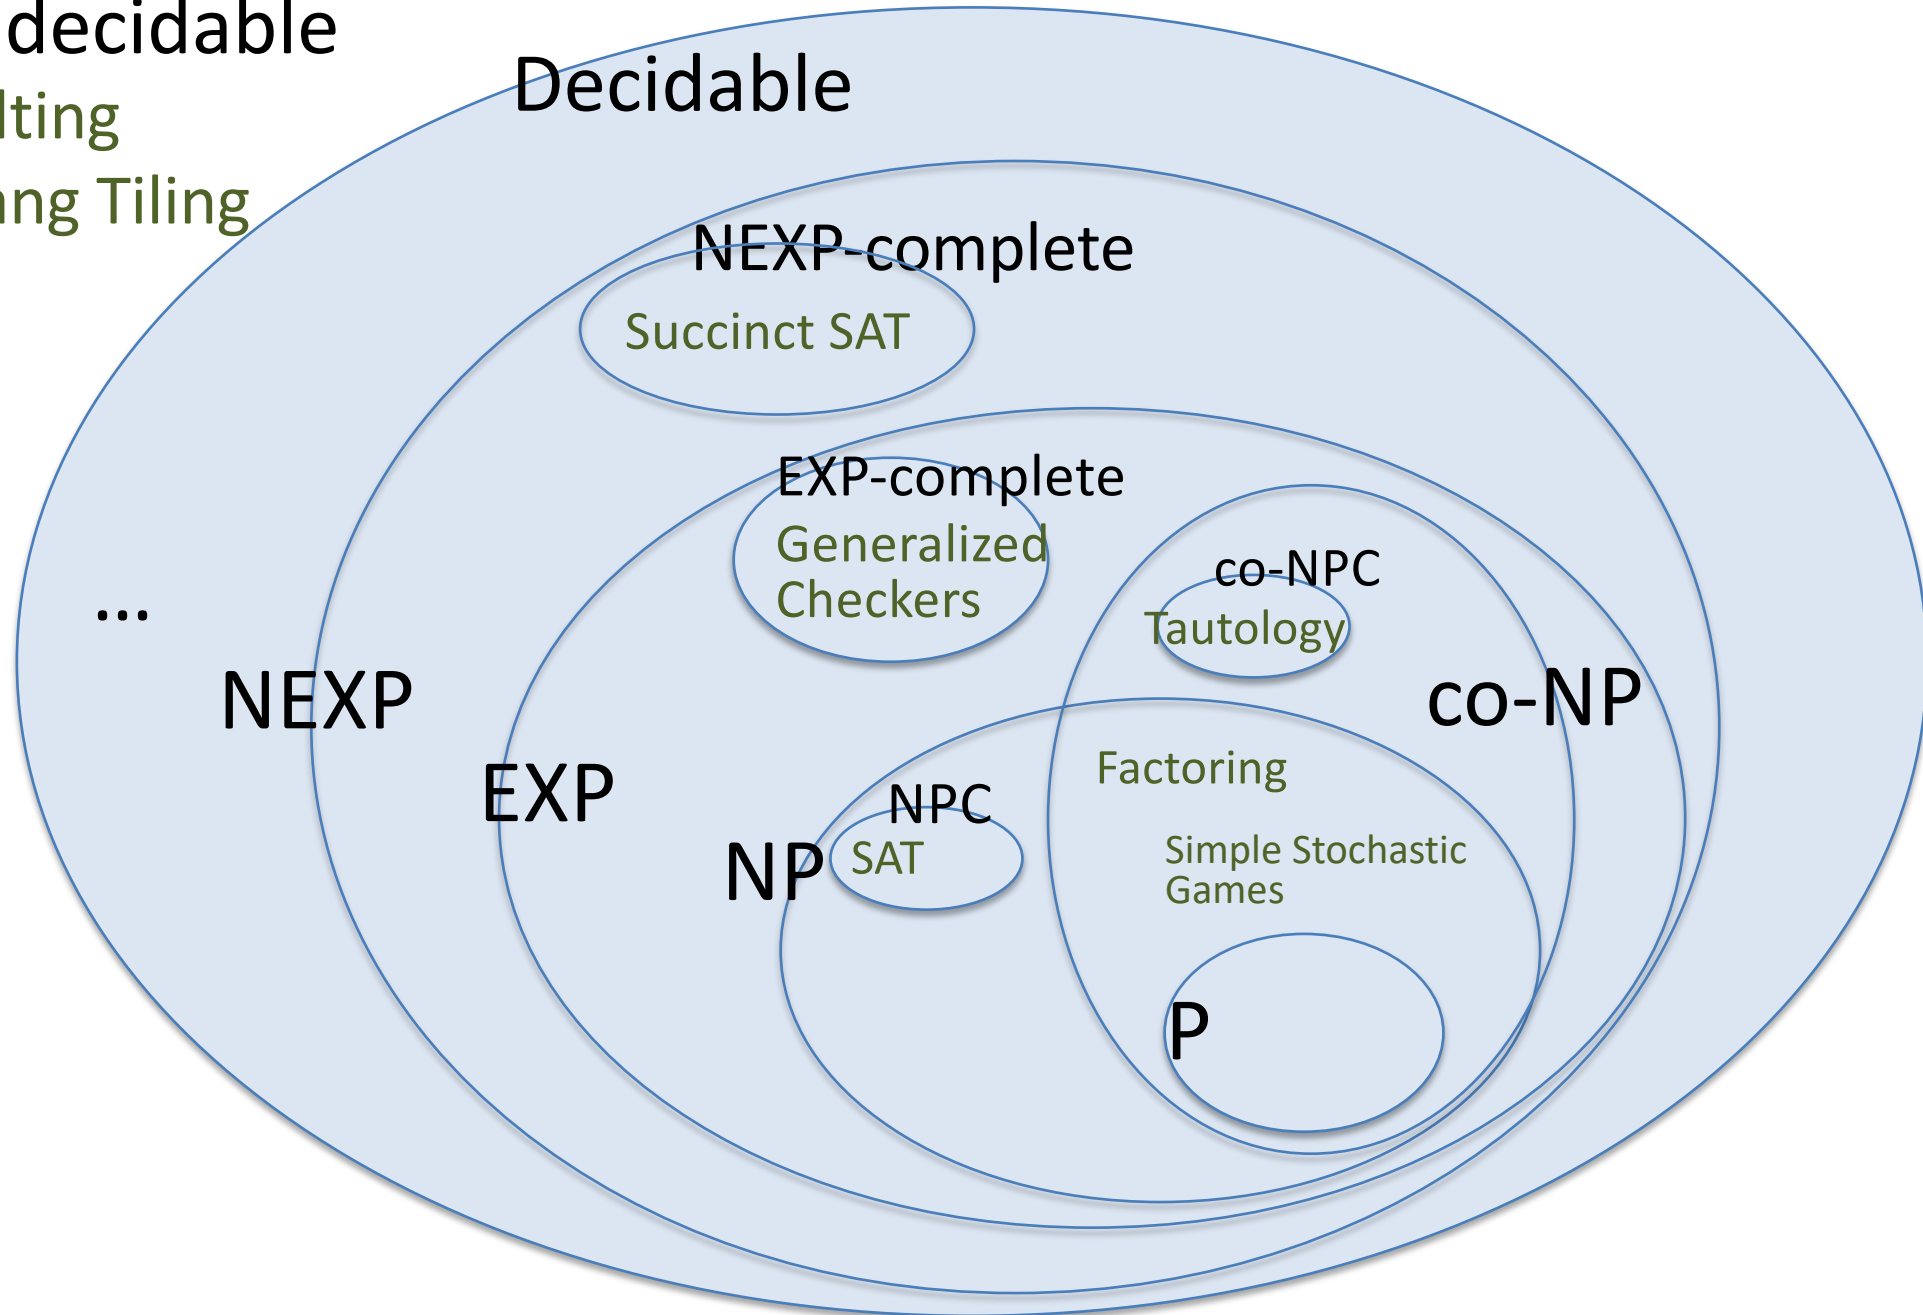 decidable
lting
ng Tiling
Decidable
NEXP-complete
Succinct SAT
EXP-complete
Generalized
Checkers
co-NPC
Tautology
...
NEXP
co-NP
EXP
Factoring
NPC
SAT
NP
Simple Stochastic
Games
P